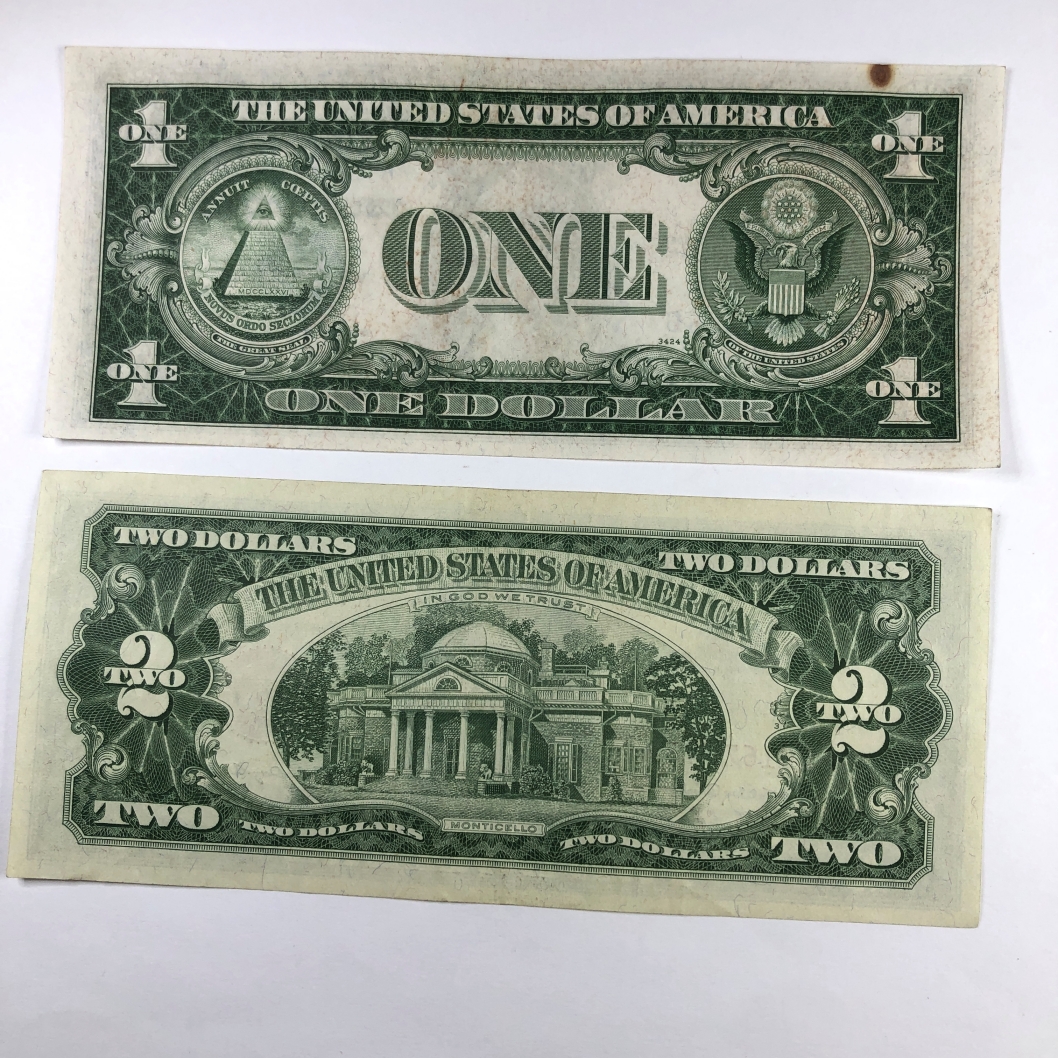 THE UNITED STATES OF AMERICA
1 ONE
1 ONE
ANNUIT CŒPTIS
MDCCLXXVI
NOVUS ORDO SECLORUM
THE GREAT SEAL
ONE
OF THE UNITED STATES
3424
1 ONE
1 ONE
ONE DOLLAR
TWO DOLLARS
TWO DOLLARS
THE UNITED STATES OF AMERICA
IN GOD WE TRUST
2 TWO
2 TWO
TWO
TWO DOLLARS
MONTICELLO
TWO DOLLARS
TWO